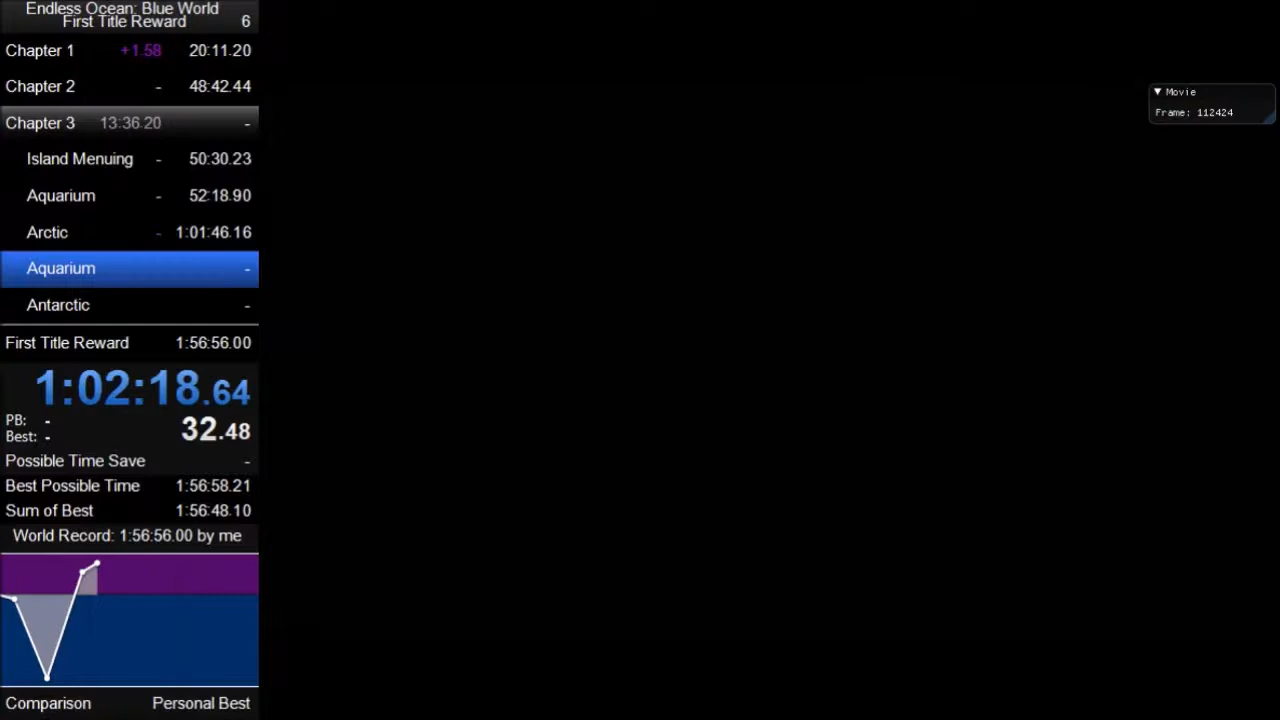 Endless Ocean: Blue World
First Title Reward 6
Chapter 1 +1.58 20:11.20
Chapter 2 - 48:42.44
Chapter 3 13:36.20 -
Island Menuing - 50:30.23
Aquarium - 52:18.90
Arctic - 1:01:46.16
Aquarium -
Antarctic -
First Title Reward 1:56:56.00
1:02:18.64
PB: -
Best: -
32.48
Possible Time Save -
Best Possible Time 1:56:58.21
Sum of Best 1:56:48.10
World Record: 1:56:56.00 by me
Comparison Personal Best
▼ Movie
Frame: 112424